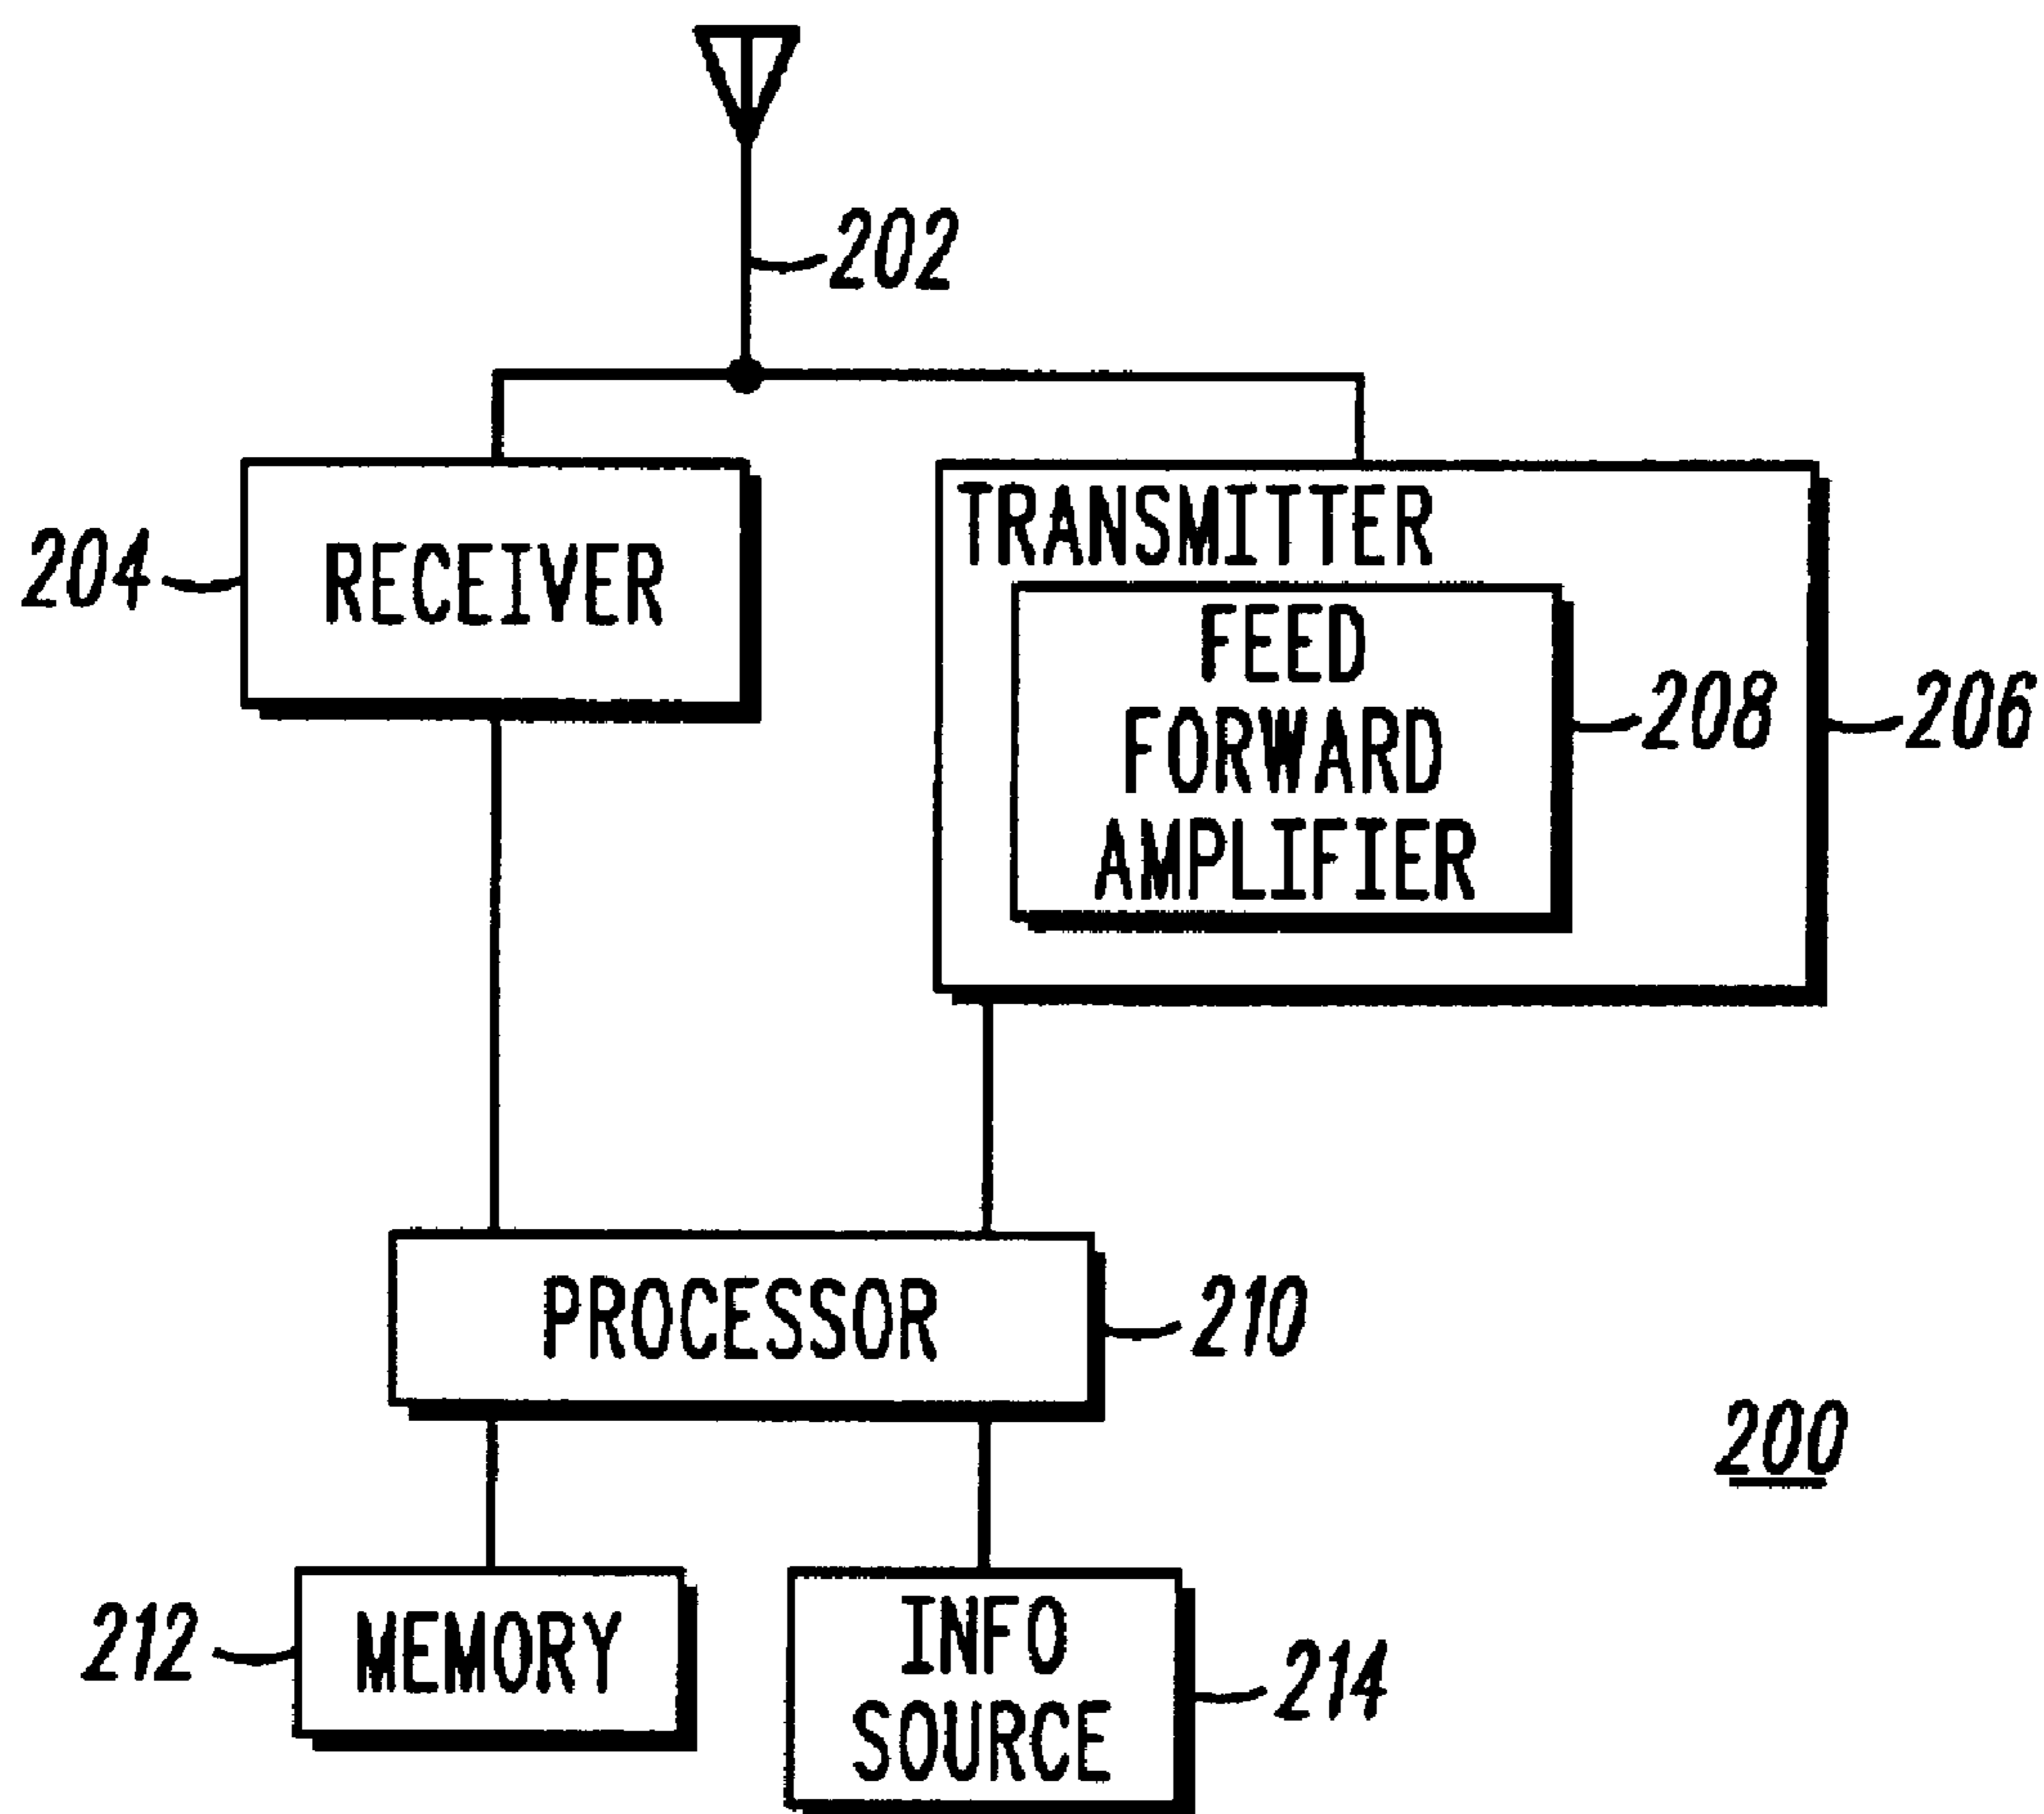 202
TRANSMITTER
204
RECEIVER
FEED
FORWARD
AMPLIFIER
208
206
PROCESSOR
210
200
212
MEMORY
INFO
SOURCE
214